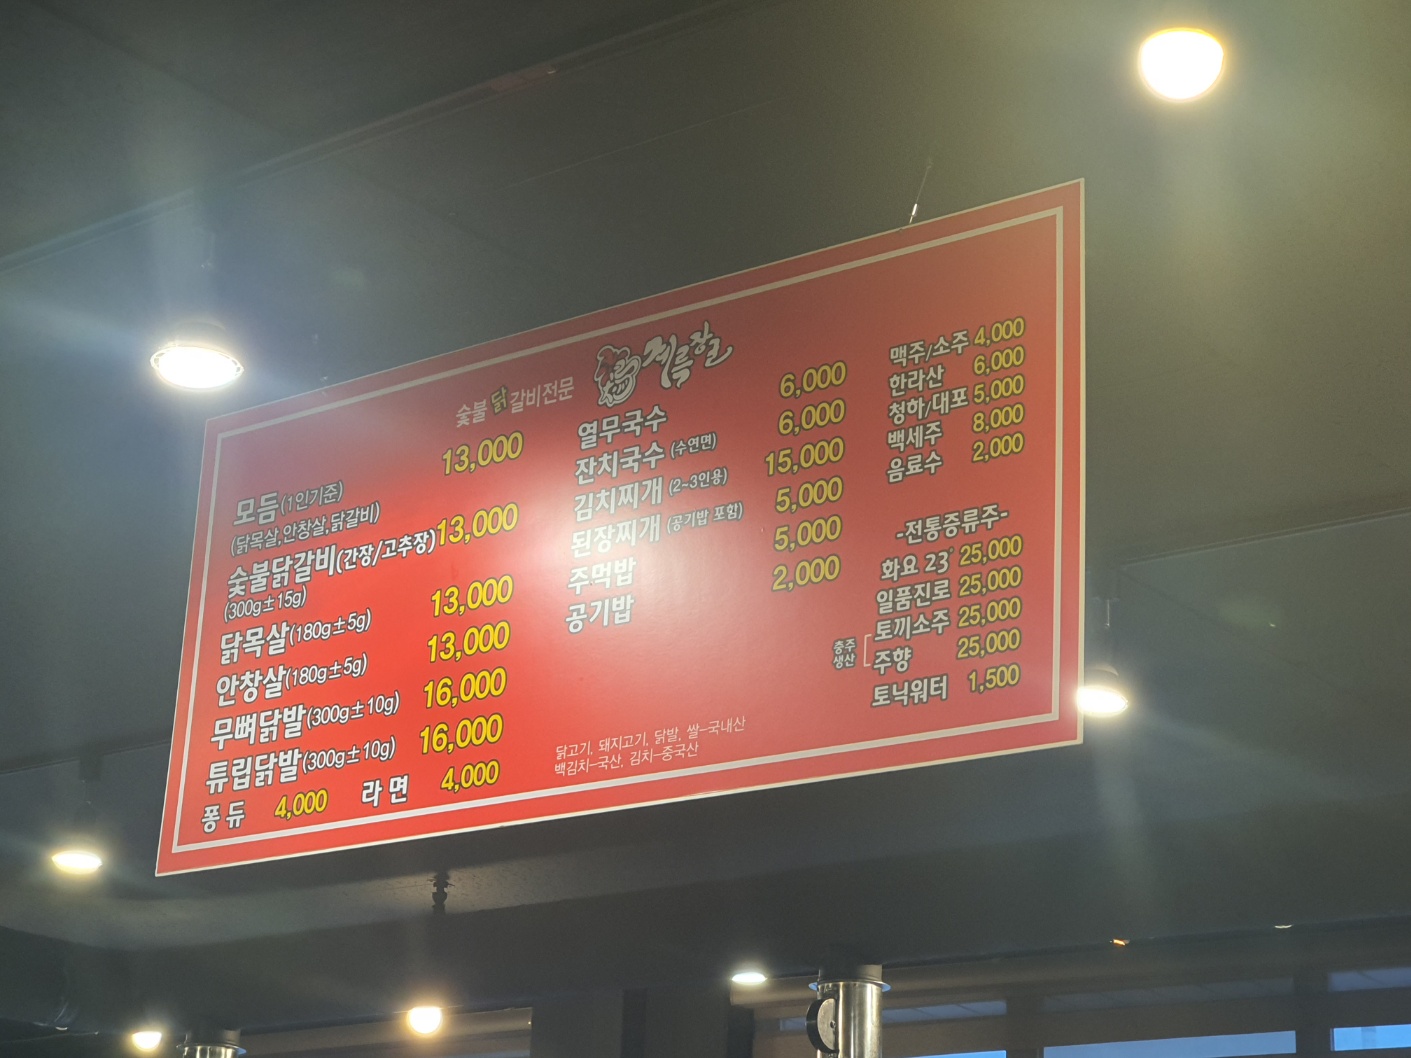 숯불 닭갈비전문
계륵장군
모듬(1인기준) 13,000
(닭목살,안창살,닭갈비)
숯불닭갈비(간장/고추장) 13,000
(300g±15g)
닭목살(180g±5g) 13,000
안창살(180g±5g) 13,000
무뼈닭발(300g±10g) 16,000
튜립닭발(300g±10g) 16,000
퐁듀 4,000 라면 4,000
열무국수 6,000
잔치국수 (수연면) 6,000
김치찌개 (2~3인용) 15,000
된장찌개 (공기밥 포함) 5,000
주먹밥 5,000
공기밥 2,000
닭고기, 돼지고기, 닭발, 쌀-국내산
백김치-국산, 김치-중국산
맥주/소주 4,000
한라산 6,000
청하/대포 5,000
백세주 8,000
음료수 2,000
-전통증류주-
화요 23° 25,000
일품진로 25,000
충주
생산
토끼소주 25,000
주향 25,000
토닉워터 1,500